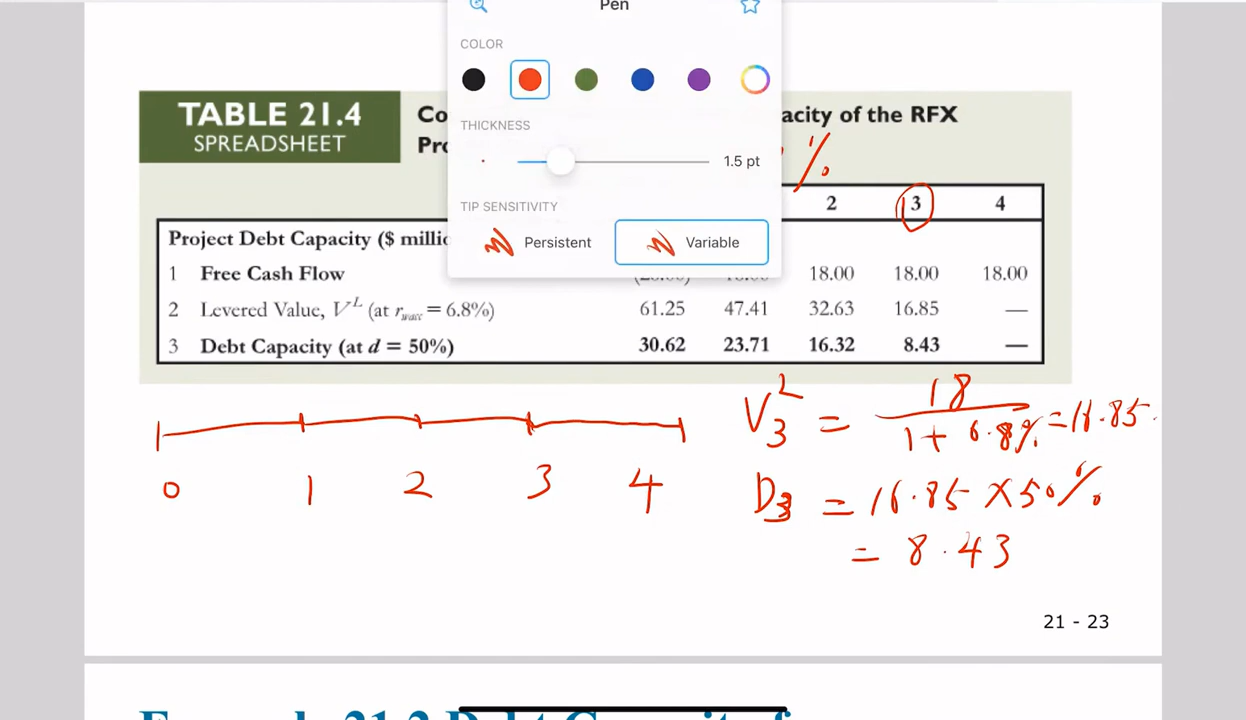 Pen
COLOR
THICKNESS
1.5 pt
TIP SENSITIVITY
Persistent
Variable
TABLE 21.4
SPREADSHEET
Co
acity of the RFX
Pro
%
2 3 4
Project Debt Capacity ($ millio
1 Free Cash Flow 18.00 18.00 18.00
2 Levered Value, V^L (at r_wacc = 6.8%) 61.25 47.41 32.63 16.85 —
3 Debt Capacity (at d = 50%) 30.62 23.71 16.32 8.43 —
V_3^L = 18 / (1 + 6.8%) = 16.85
0 1 2 3 4
D_3 = 16.85 × 50%
= 8.43
21 - 23